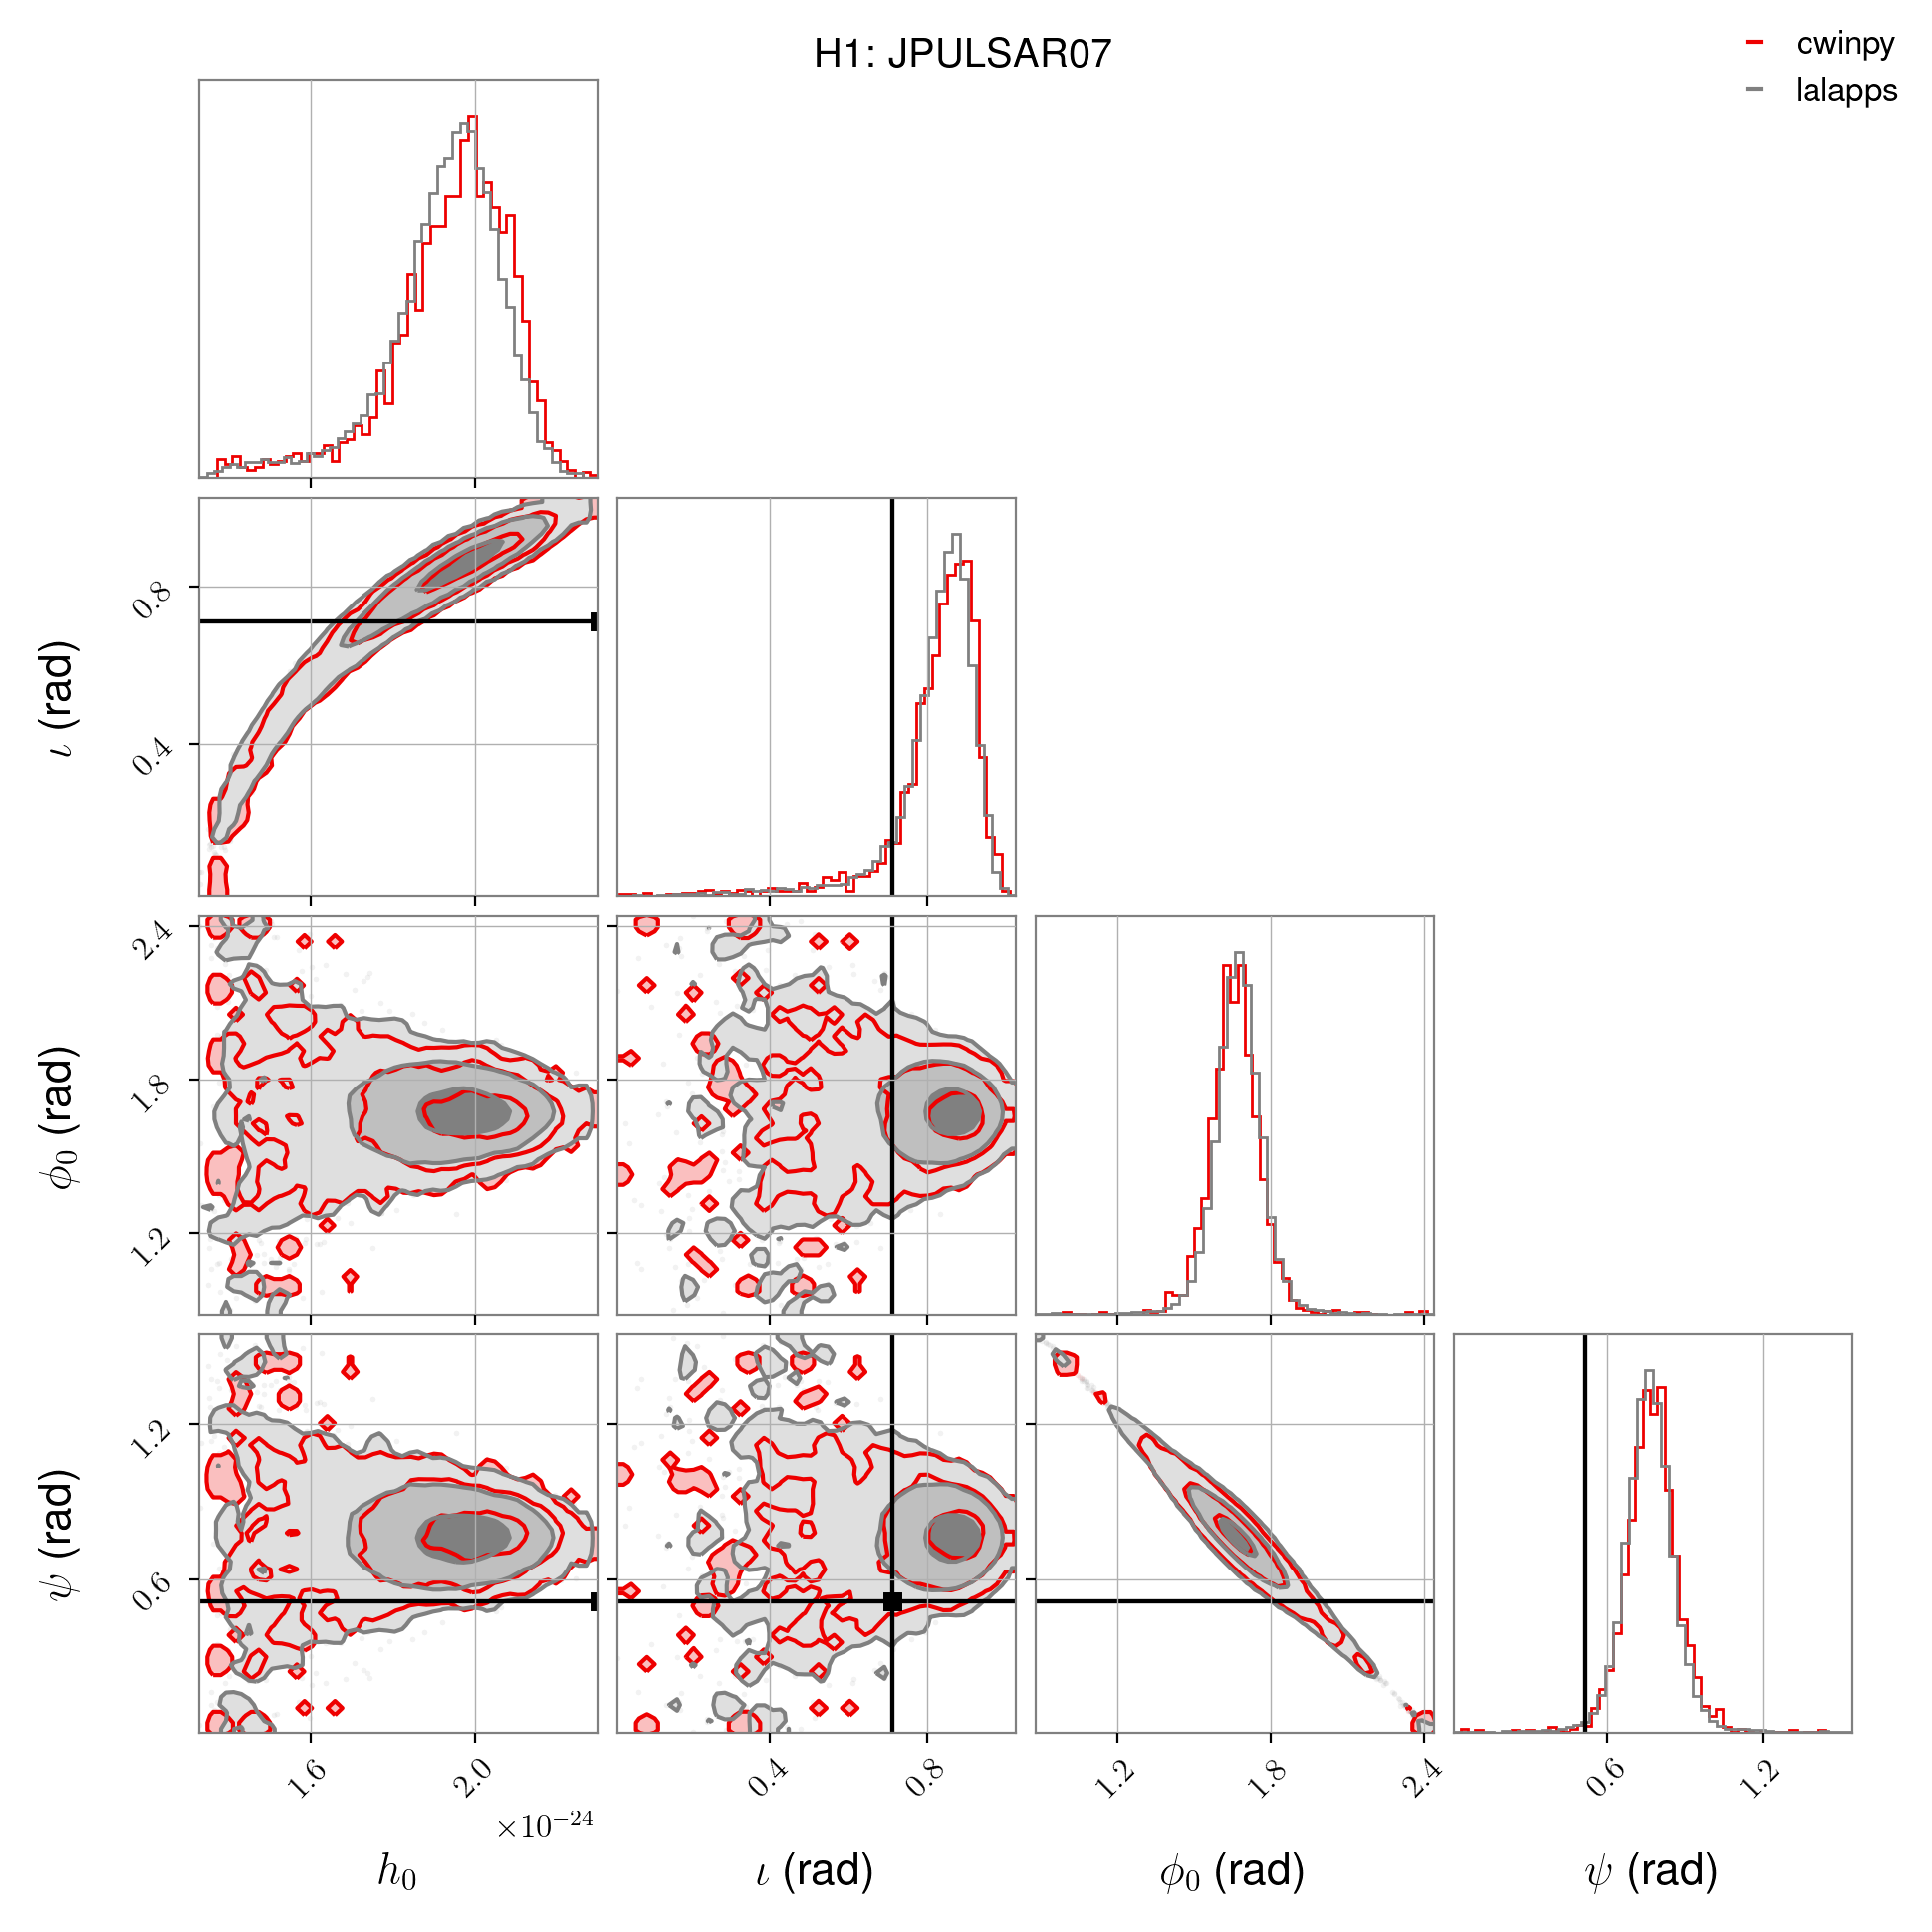 H1: JPULSAR07
cwinpy
lalapps
0.8
0.4
ι (rad)
2.4
1.8
1.2
ϕ₀ (rad)
1.2
0.6
ψ (rad)
1.6 2.0 0.4 0.8 1.2 1.8 2.4 0.6 1.2
×10⁻²⁴
h₀ ι (rad) ϕ₀ (rad) ψ (rad)